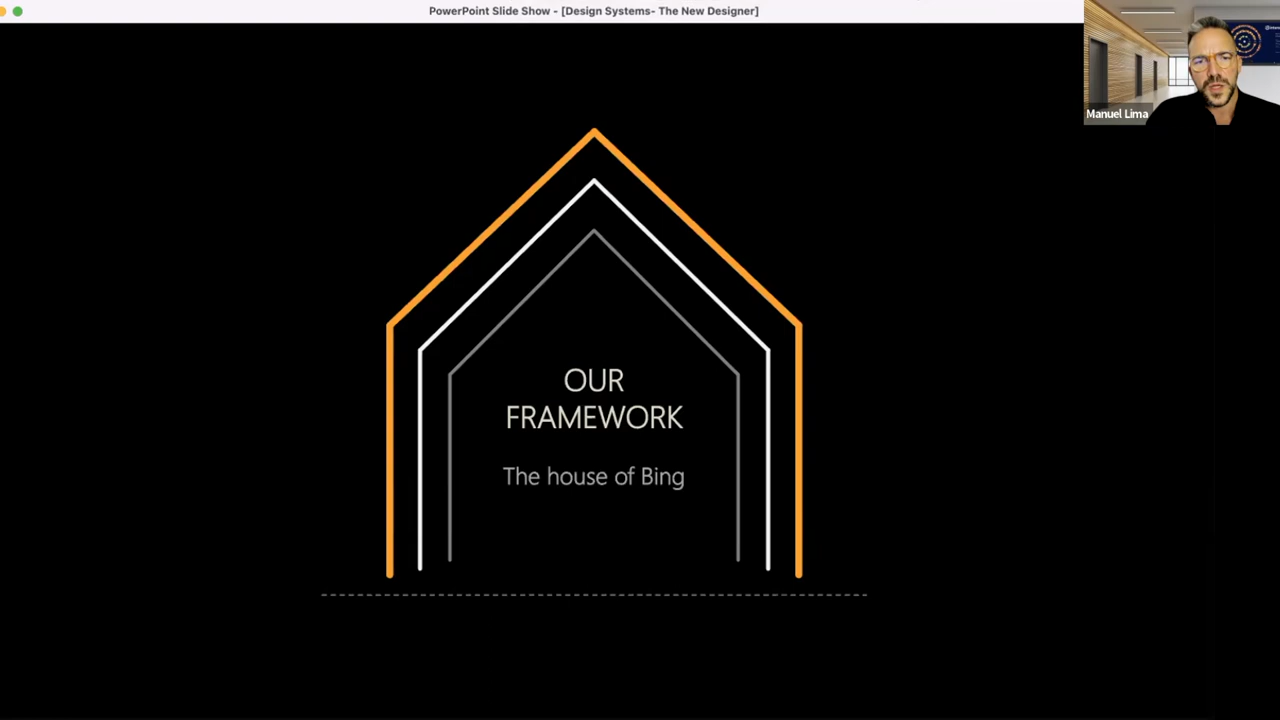 PowerPoint Slide Show - [Design Systems- The New Designer]
Manuel Lima
OUR
FRAMEWORK
The house of Bing